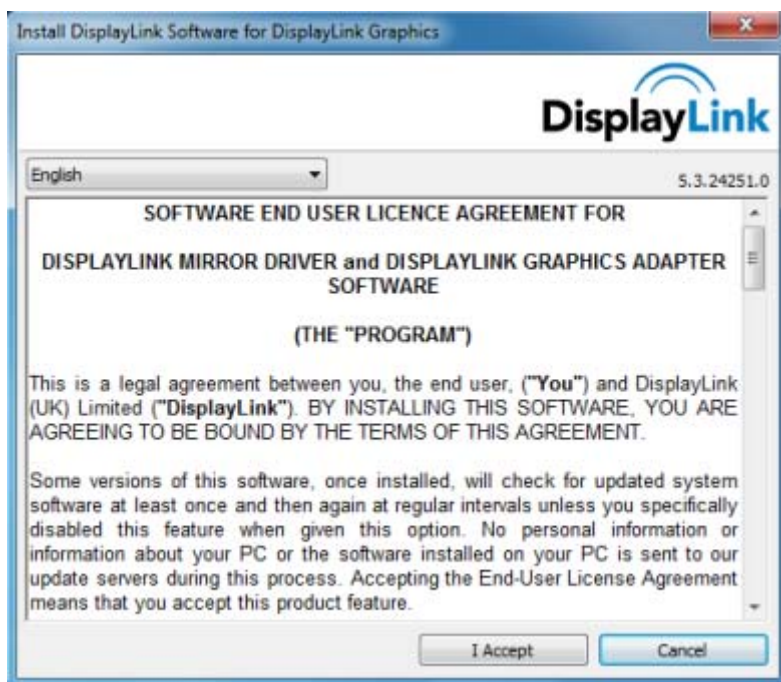 Install DisplayLink Software for DisplayLink Graphics
DisplayLink
English
5.3.24251.0
SOFTWARE END USER LICENCE AGREEMENT FOR
DISPLAYLINK MIRROR DRIVER and DISPLAYLINK GRAPHICS ADAPTER
SOFTWARE
(THE "PROGRAM")
This is a legal agreement between you, the end user, ("You") and DisplayLink
(UK) Limited ("DisplayLink"). BY INSTALLING THIS SOFTWARE, YOU ARE
AGREEING TO BE BOUND BY THE TERMS OF THIS AGREEMENT.
Some versions of this software, once installed, will check for updated system
software at least once and then again at regular intervals unless you specifically
disabled this feature when given this option. No personal information or
information about your PC or the software installed on your PC is sent to our
update servers during this process. Accepting the End-User License Agreement
means that you accept this product feature.
I Accept
Cancel